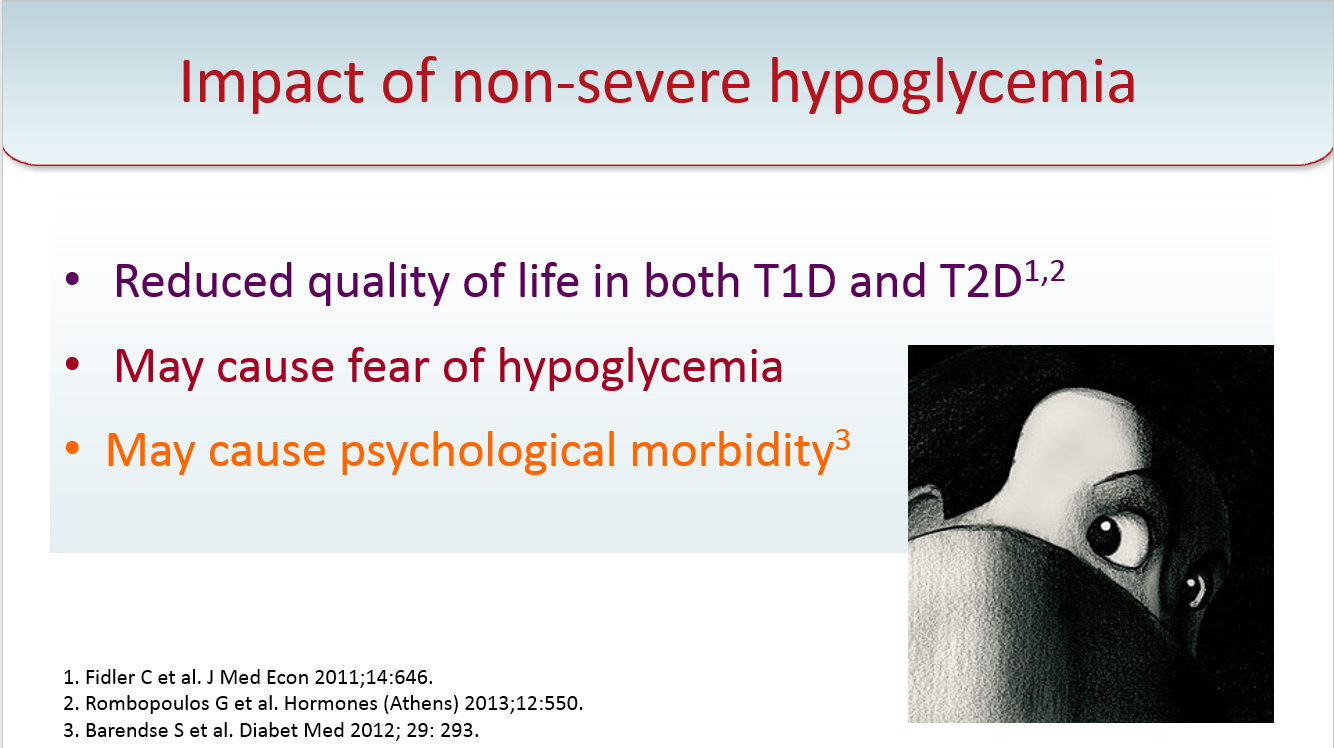 Impact of non-severe hypoglycemia
• Reduced quality of life in both T1D and T2D1,2
• May cause fear of hypoglycemia
• May cause psychological morbidity3
1. Fidler C et al. J Med Econ 2011;14:646.
2. Rombopoulos G et al. Hormones (Athens) 2013;12:550.
3. Barendse S et al. Diabet Med 2012; 29: 293.